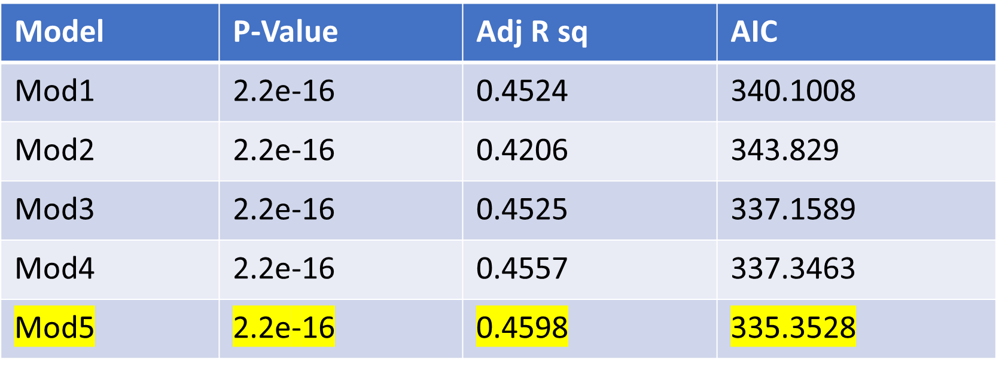 Model P-Value Adj R sq AIC
Mod1 2.2e-16 0.4524 340.1008
Mod2 2.2e-16 0.4206 343.829
Mod3 2.2e-16 0.4525 337.1589
Mod4 2.2e-16 0.4557 337.3463
Mod5 2.2e-16 0.4598 335.3528